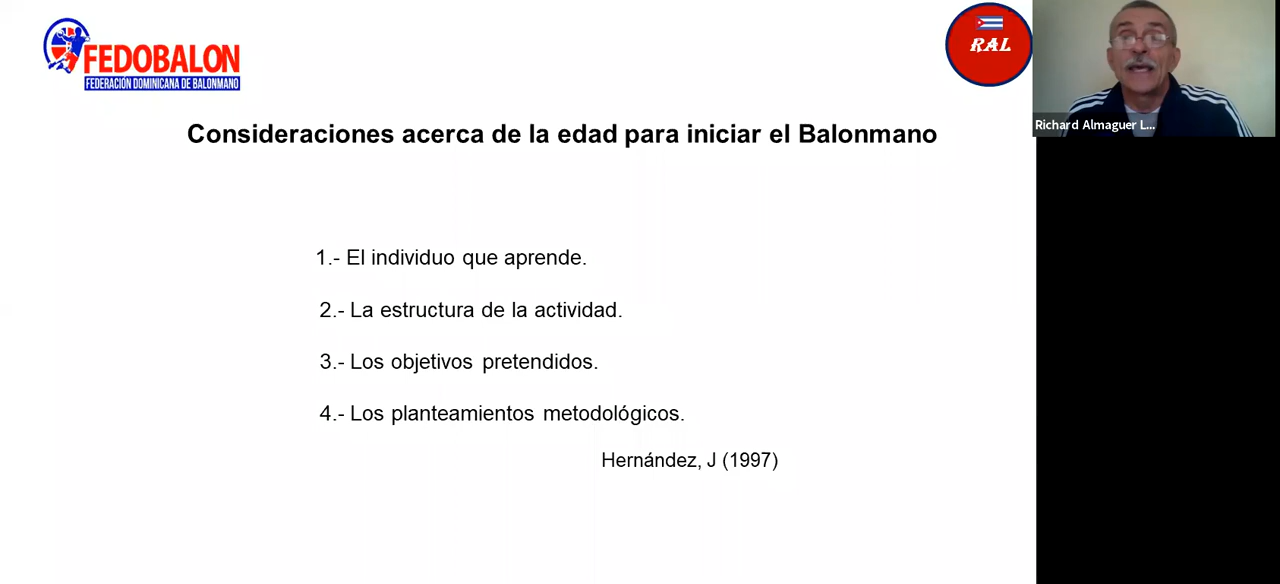 FEDOBALON
FEDERACIÓN DOMINICANA DE BALONMANO
RAL
Richard Almaguer L...
Consideraciones acerca de la edad para iniciar el Balonmano
1.- El individuo que aprende.
2.- La estructura de la actividad.
3.- Los objetivos pretendidos.
4.- Los planteamientos metodológicos.
Hernández, J (1997)